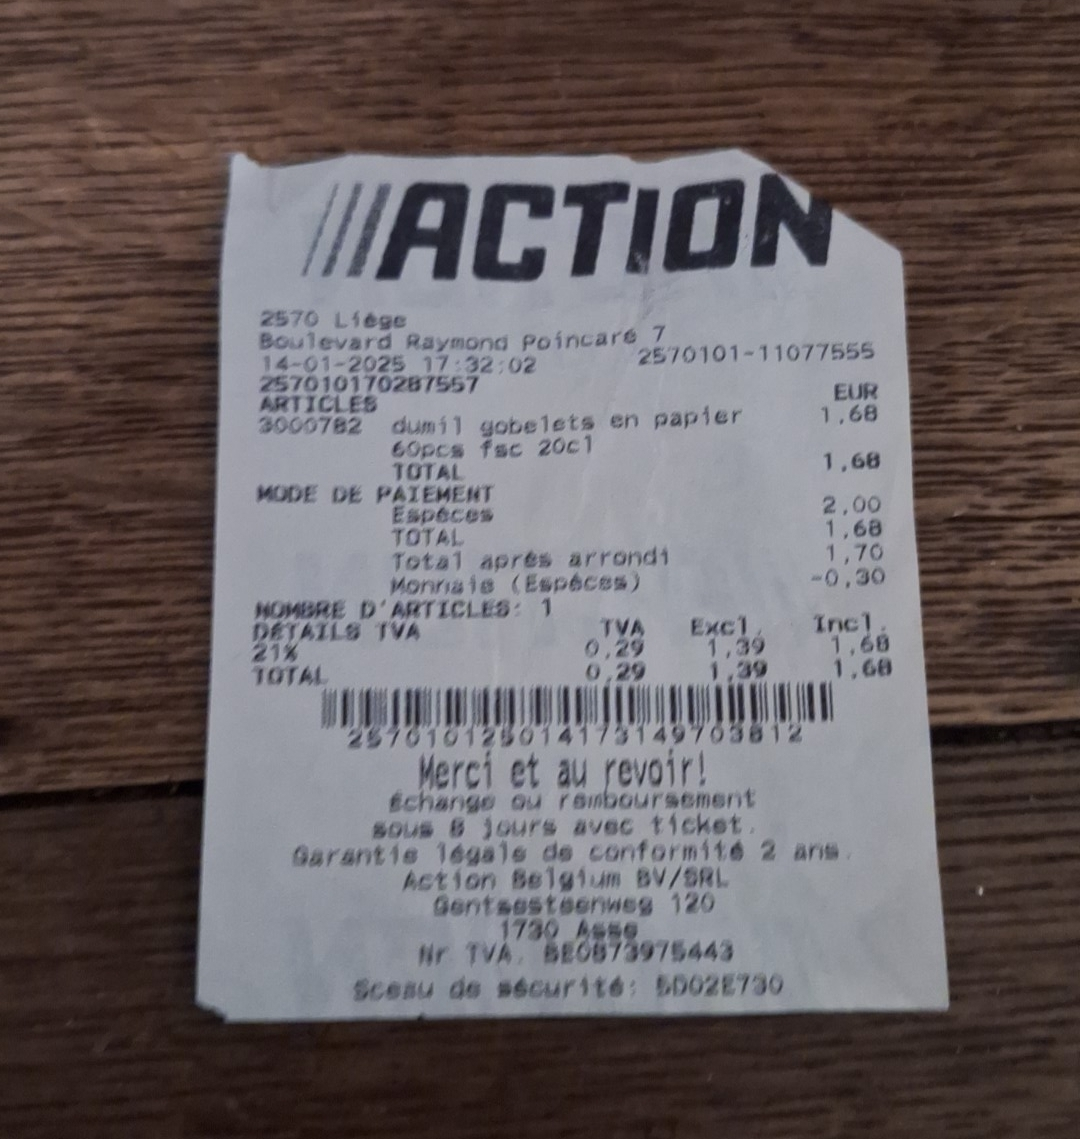 ///ACTION
2570 Liège
Boulevard Raymond Poincaré 7
14-01-2025 17:32:02 2570101-11077555
257010170287557
ARTICLES EUR
3000782 dumil gobelets en papier 1,68
60pcs fsc 20cl
TOTAL 1,68
MODE DE PAIEMENT
Espèces 2,00
TOTAL 1,68
Total après arrondi 1,70
Monnaie (Espèces) -0,30
NOMBRE D'ARTICLES: 1
DÉTAILS TVA TVA Excl. Incl.
21% 0,29 1,39 1,68
TOTAL 0,29 1,39 1,68
257010125014173149703812
Merci et au revoir!
Échange ou remboursement
sous 8 jours avec ticket.
Garantie légale de conformité 2 ans.
Action Belgium BV/SRL
Gentsesteenweg 120
1730 Asse
Nr TVA. BE0873975443
Sceau de sécurité: 5D02E730